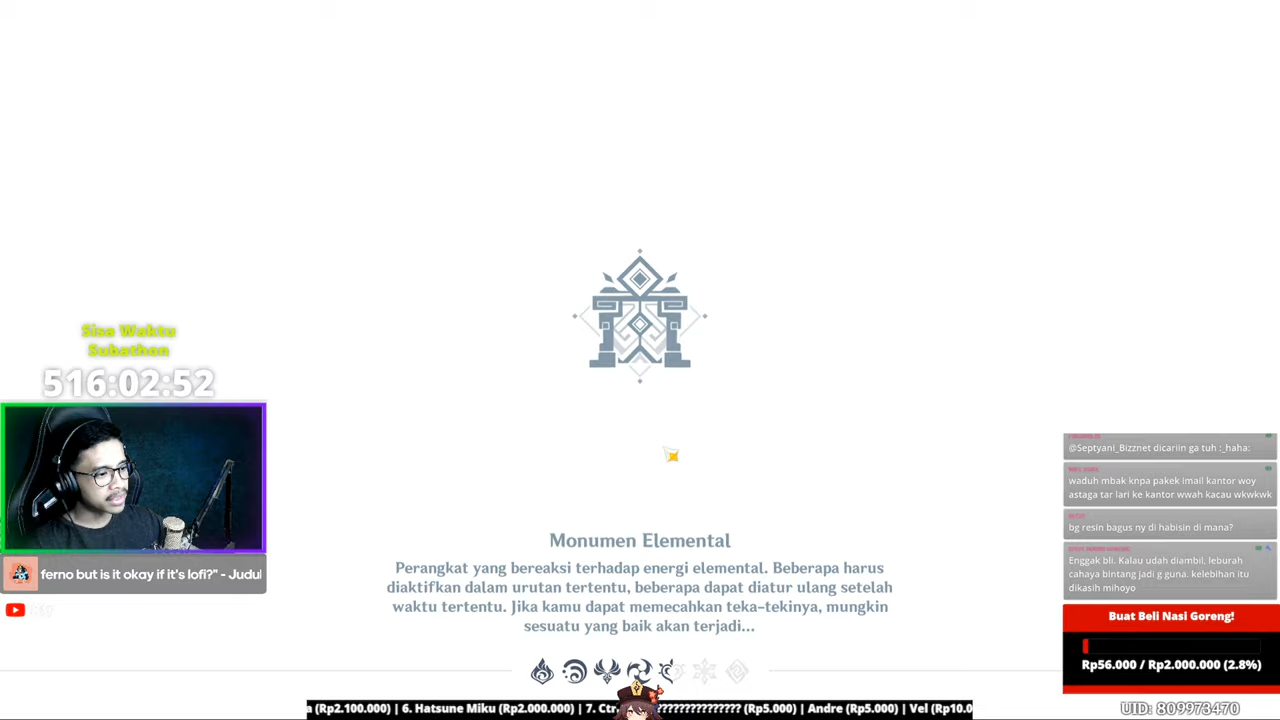 Sisa Waktu
Subathon
516:02:52
ferno but is it okay if it's lofi?" - Judul
Monumen Elemental
Perangkat yang bereaksi terhadap energi elemental. Beberapa harus
diaktifkan dalam urutan tertentu, beberapa dapat diatur ulang setelah
waktu tertentu. Jika kamu dapat memecahkan teka-tekinya, mungkin
sesuatu yang baik akan terjadi...
@Septyani_Bizznet dicariin ga tuh :_haha:
waduh mbak knpa pakek imail kantor woy
astaga tar lari ke kantor wwah kacau wkwkwk
bg resin bagus ny di habisin di mana?
Enggak bli. Kalau udah diambil, leburah
cahaya bintang jadi g guna. kelebihan itu
dikasih mihoyo
Buat Beli Nasi Goreng!
Rp56.000 / Rp2.000.000 (2.8%)
a (Rp2.100.000) | 6. Hatsune Miku (Rp2.000.000) | 7. Ctr ??????????????? (Rp5.000) | Andre (Rp5.000) | Vel (Rp10.0
UID: 809973470